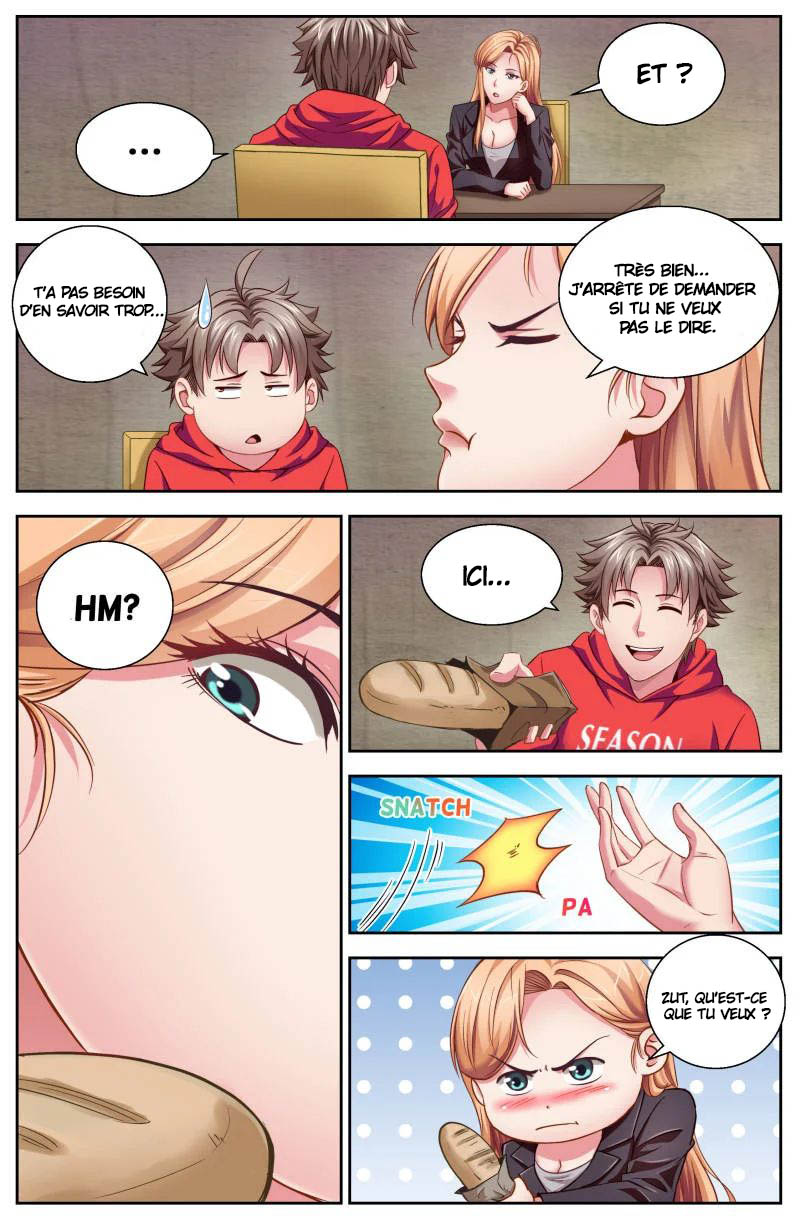 ET ?
...
T'A PAS BESOIN
D'EN SAVOIR TROP...
TRÈS BIEN...
J'ARRÊTE DE DEMANDER
SI TU NE VEUX
PAS LE DIRE.
HM?
ICI...
SEASON
SNATCH
PA
ZUT, QU'EST-CE
QUE TU VEUX ?